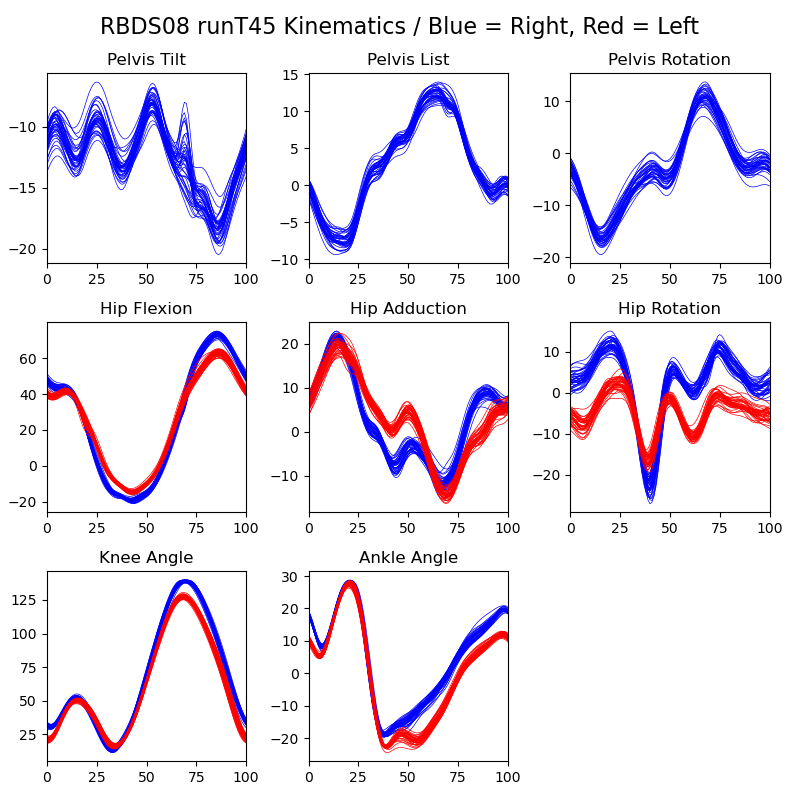 RBDS08 runT45 Kinematics / Blue = Right, Red = Left
Pelvis Tilt
Pelvis List
Pelvis Rotation
−10
−15
−20
0 25 50 75 100
15
10
5
0
−5
−10
0 25 50 75 100
10
0
−10
−20
0 25 50 75 100
Hip Flexion
Hip Adduction
Hip Rotation
60
40
20
0
−20
0 25 50 75 100
20
10
0
−10
0 25 50 75 100
10
0
−10
−20
0 25 50 75 100
Knee Angle
Ankle Angle
125
100
75
50
25
0 25 50 75 100
30
20
10
0
−10
−20
0 25 50 75 100